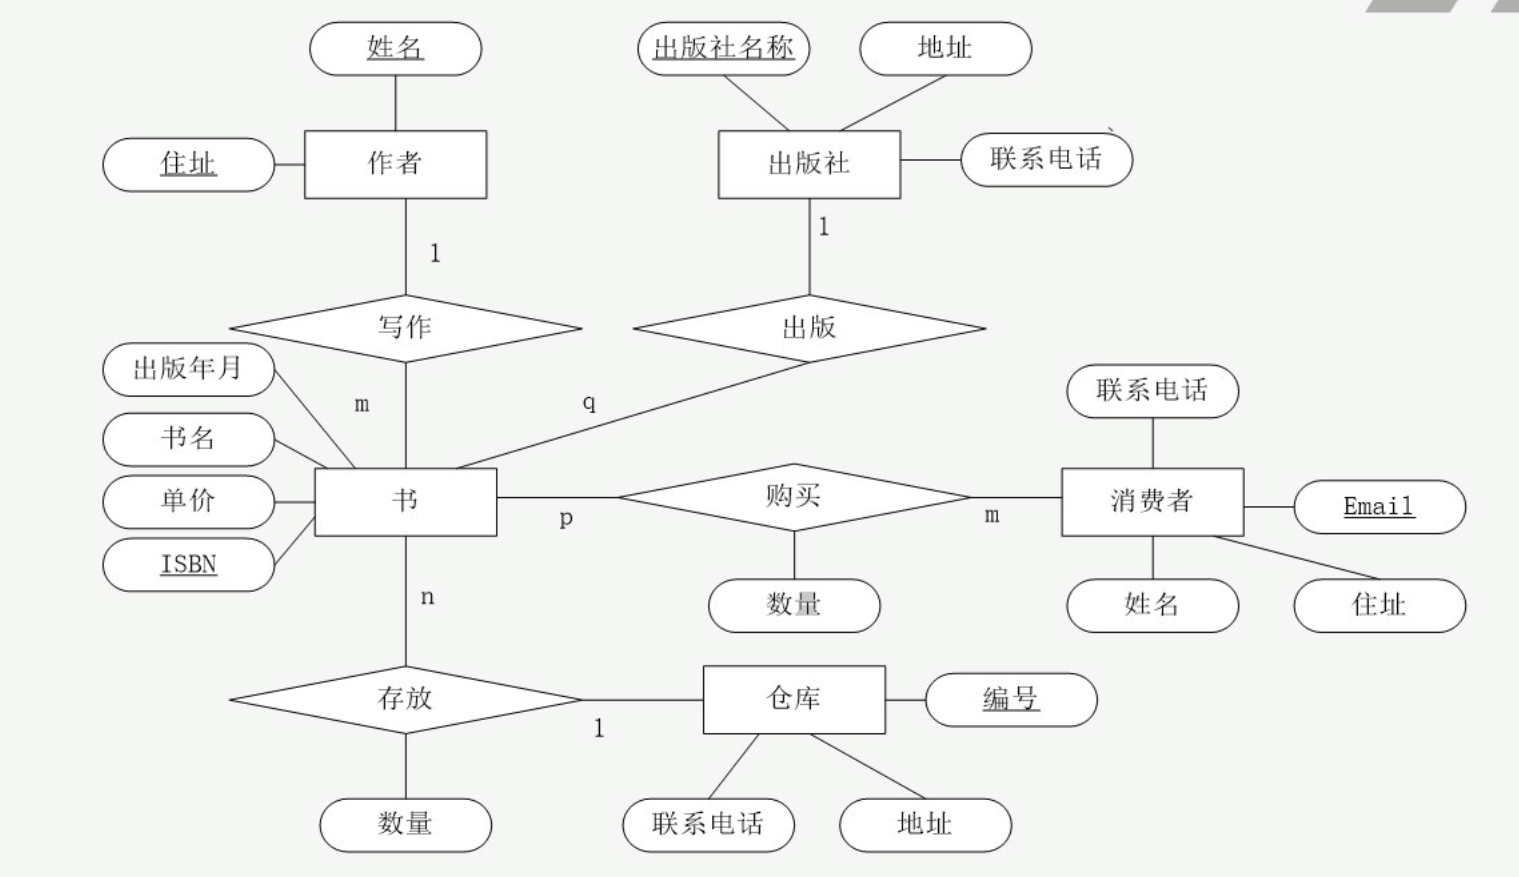 姓名
出版社名称
地址
住址
作者
出版社
联系电话
1
1
写作
出版
出版年月
m
q
联系电话
书名
单价
书
购买
消费者
Email
p
m
ISBN
n
数量
姓名
住址
存放
1
仓库
编号
数量
联系电话
地址